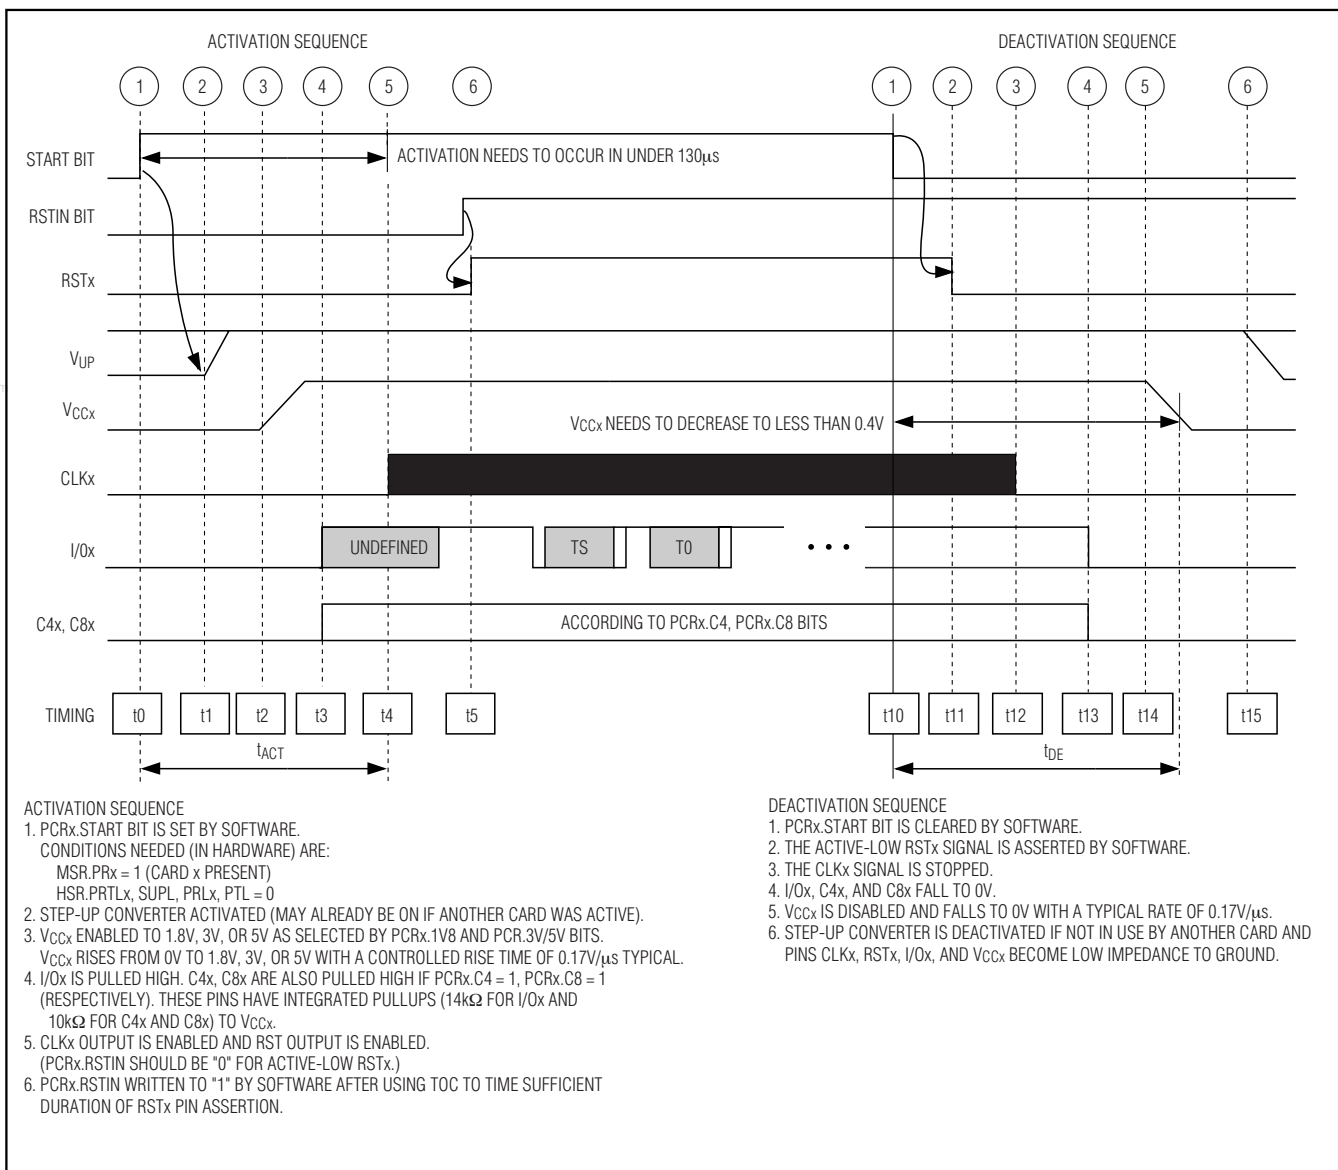 ACTIVATION SEQUENCE
DEACTIVATION SEQUENCE
1 2 3 4 5 6 1 2 3 4 5 6
START BIT
ACTIVATION NEEDS TO OCCUR IN UNDER 130μs
RSTIN BIT
RSTx
VUP
VCCx
VCCx NEEDS TO DECREASE TO LESS THAN 0.4V
CLKx
I/0x
UNDEFINED
TS
T0
• • •
C4x, C8x
ACCORDING TO PCRx.C4, PCRx.C8 BITS
TIMING
t0 t1 t2 t3 t4 t5 t10 t11 t12 t13 t14 t15
tACT
tDE
ACTIVATION SEQUENCE
1. PCRx.START BIT IS SET BY SOFTWARE.
CONDITIONS NEEDED (IN HARDWARE) ARE:
MSR.PRx = 1 (CARD x PRESENT)
HSR.PRTLx, SUPL, PRLx, PTL = 0
2. STEP-UP CONVERTER ACTIVATED (MAY ALREADY BE ON IF ANOTHER CARD WAS ACTIVE).
3. VCCx ENABLED TO 1.8V, 3V, OR 5V AS SELECTED BY PCRx.1V8 AND PCR.3V/5V BITS.
VCCx RISES FROM 0V TO 1.8V, 3V, OR 5V WITH A CONTROLLED RISE TIME OF 0.17V/μs TYPICAL.
4. I/0x IS PULLED HIGH. C4x, C8x ARE ALSO PULLED HIGH IF PCRx.C4 = 1, PCRx.C8 = 1
(RESPECTIVELY). THESE PINS HAVE INTEGRATED PULLUPS (14kΩ FOR I/Ox AND
10kΩ FOR C4x AND C8x) TO VCCx.
5. CLKx OUTPUT IS ENABLED AND RST OUTPUT IS ENABLED.
(PCRx.RSTIN SHOULD BE "0" FOR ACTIVE-LOW RSTx.)
6. PCRx.RSTIN WRITTEN TO "1" BY SOFTWARE AFTER USING TOC TO TIME SUFFICIENT
DURATION OF RSTx PIN ASSERTION.
DEACTIVATION SEQUENCE
1. PCRx.START BIT IS CLEARED BY SOFTWARE.
2. THE ACTIVE-LOW RSTx SIGNAL IS ASSERTED BY SOFTWARE.
3. THE CLKx SIGNAL IS STOPPED.
4. I/Ox, C4x, AND C8x FALL TO 0V.
5. VCCx IS DISABLED AND FALLS TO 0V WITH A TYPICAL RATE OF 0.17V/μs.
6. STEP-UP CONVERTER IS DEACTIVATED IF NOT IN USE BY ANOTHER CARD AND
PINS CLKx, RSTx, I/Ox, AND VCCx BECOME LOW IMPEDANCE TO GROUND.